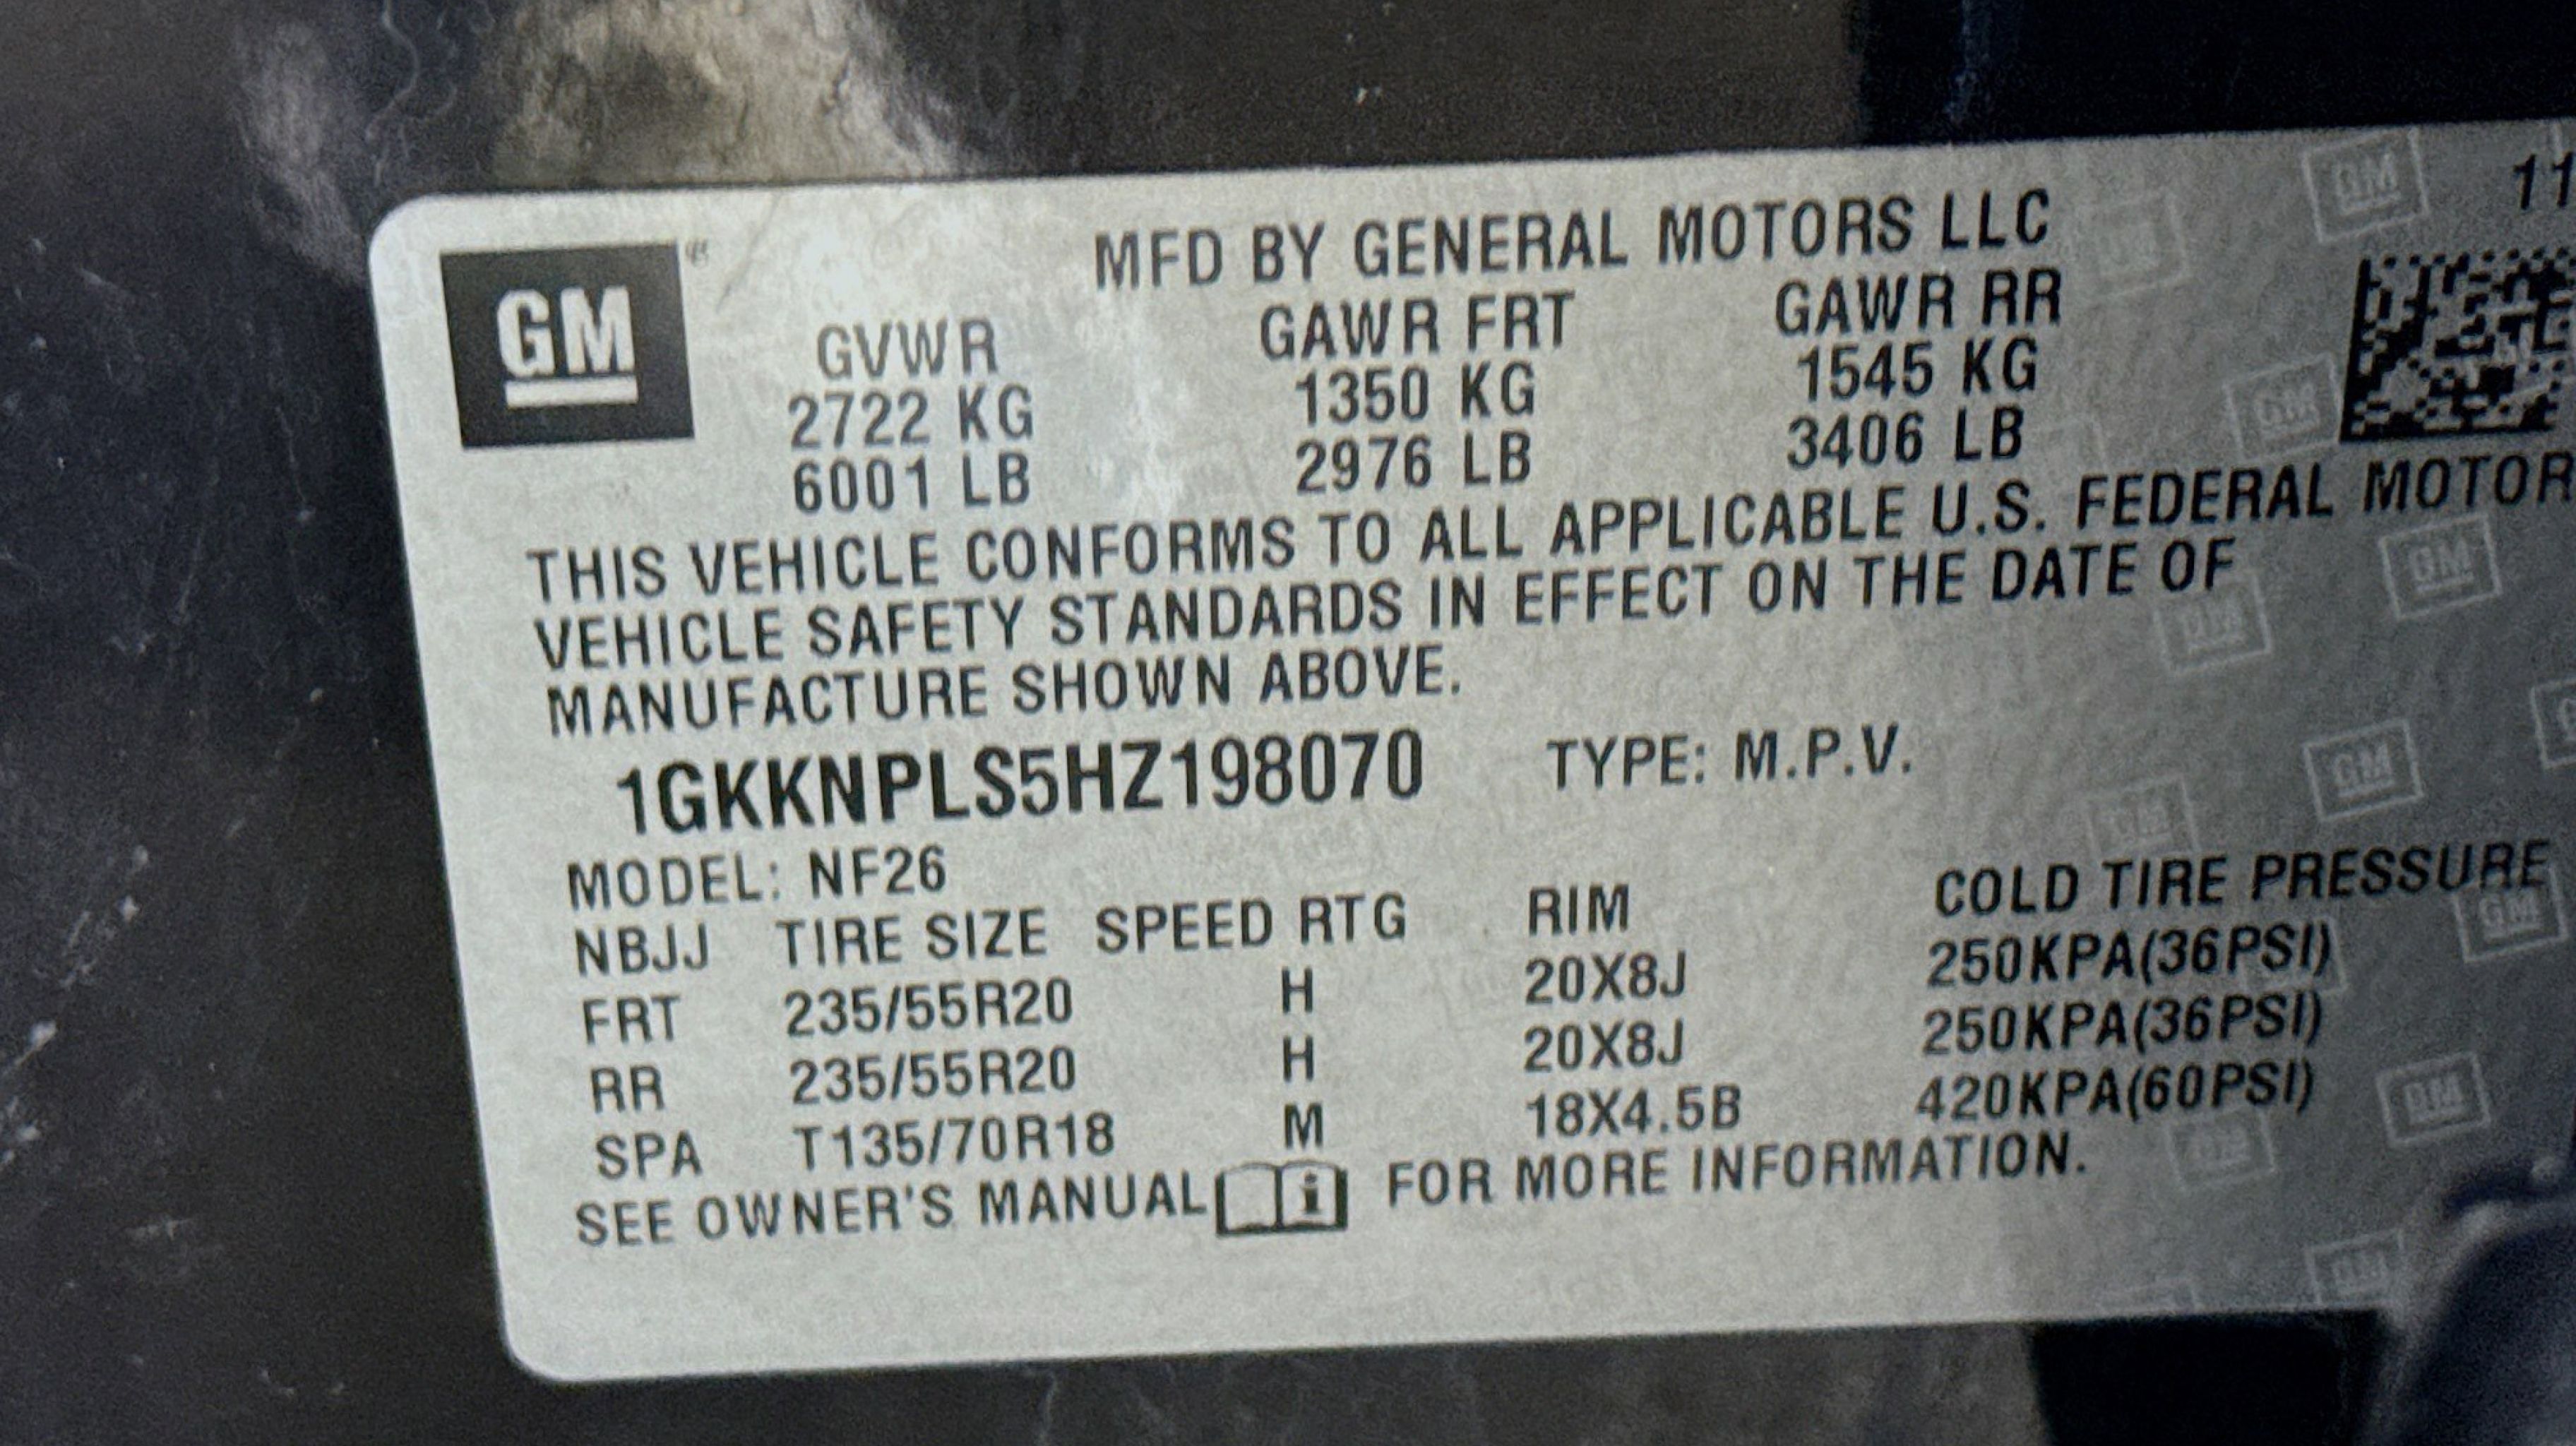 MFD BY GENERAL MOTORS LLC 11
GM
GVWR GAWR FRT GAWR RR
2722 KG 1350 KG 1545 KG
6001 LB 2976 LB 3406 LB
THIS VEHICLE CONFORMS TO ALL APPLICABLE U.S. FEDERAL MOTOR
VEHICLE SAFETY STANDARDS IN EFFECT ON THE DATE OF
MANUFACTURE SHOWN ABOVE.
1GKKNPLS5HZ198070 TYPE: M.P.V.
MODEL: NF26
NBJJ TIRE SIZE SPEED RTG RIM COLD TIRE PRESSURE
FRT 235/55R20 H 20X8J 250KPA(36PSI)
RR 235/55R20 H 20X8J 250KPA(36PSI)
SPA T135/70R18 M 18X4.5B 420KPA(60PSI)
SEE OWNER'S MANUAL i FOR MORE INFORMATION.